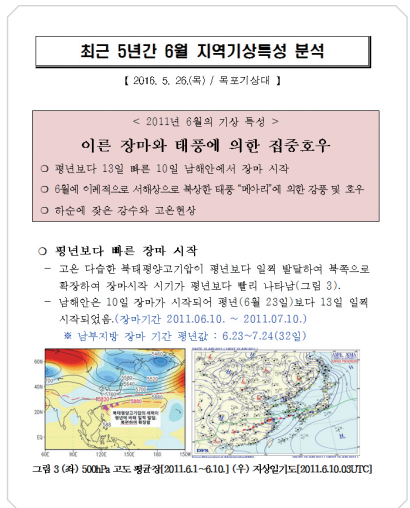 최근 5년간 6월 지역기상특성 분석
【 2016. 5. 26.(목) / 목포기상대 】
< 2011년 6월의 기상 특성 >
이른 장마와 태풍에 의한 집중호우
❍ 평년보다 13일 빠른 10일 남해안에서 장마 시작
❍ 6월에 이례적으로 서해상으로 북상한 태풍 "메아리"에 의한 강풍 및 호우
❍ 하순에 잦은 강수와 고온현상
❍ 평년보다 빠른 장마 시작
- 고온 다습한 북태평양고기압이 평년보다 일찍 발달하여 북쪽으로
확장하여 장마시작 시기가 평년보다 빨리 나타남(그림 3).
- 남해안은 10일 장마가 시작되어 평년(6월 23일)보다 13일 일찍
시작되었음.(장마기간 2011.06.10. ~ 2011.07.10.)
※ 남부지방 장마 기간 평년값 : 6.23~7.24(32일)
60N
40N
20N
EQ
60E
90E
120E
150E
그림 3 (좌) 500hPa 고도 평균장[2011.6.1~6.10.] (우) 지상일기도[2011.6.10.03UTC]